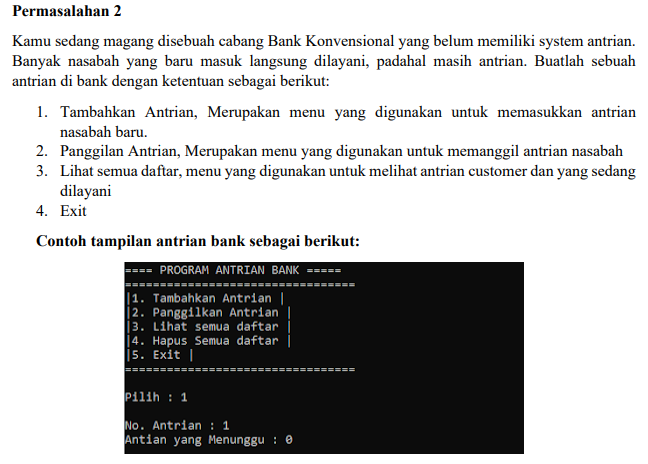 Permasalahan 2
Kamu sedang magang disebuah cabang Bank Konvensional yang belum memiliki system antrian.
Banyak nasabah yang baru masuk langsung dilayani, padahal masih antrian. Buatlah sebuah
antrian di bank dengan ketentuan sebagai berikut:
1. Tambahkan Antrian, Merupakan menu yang digunakan untuk memasukkan antrian
nasabah baru.
2. Panggilan Antrian, Merupakan menu yang digunakan untuk memanggil antrian nasabah
3. Lihat semua daftar, menu yang digunakan untuk melihat antrian customer dan yang sedang
dilayani
4. Exit
Contoh tampilan antrian bank sebagai berikut:
==== PROGRAM ANTRIAN BANK =====
=================================
|1. Tambahkan Antrian |
|2. Panggilkan Antrian |
|3. Lihat semua daftar |
|4. Hapus Semua daftar |
|5. Exit |
=================================
Pilih : 1
No. Antrian : 1
Antian yang Menunggu : 0